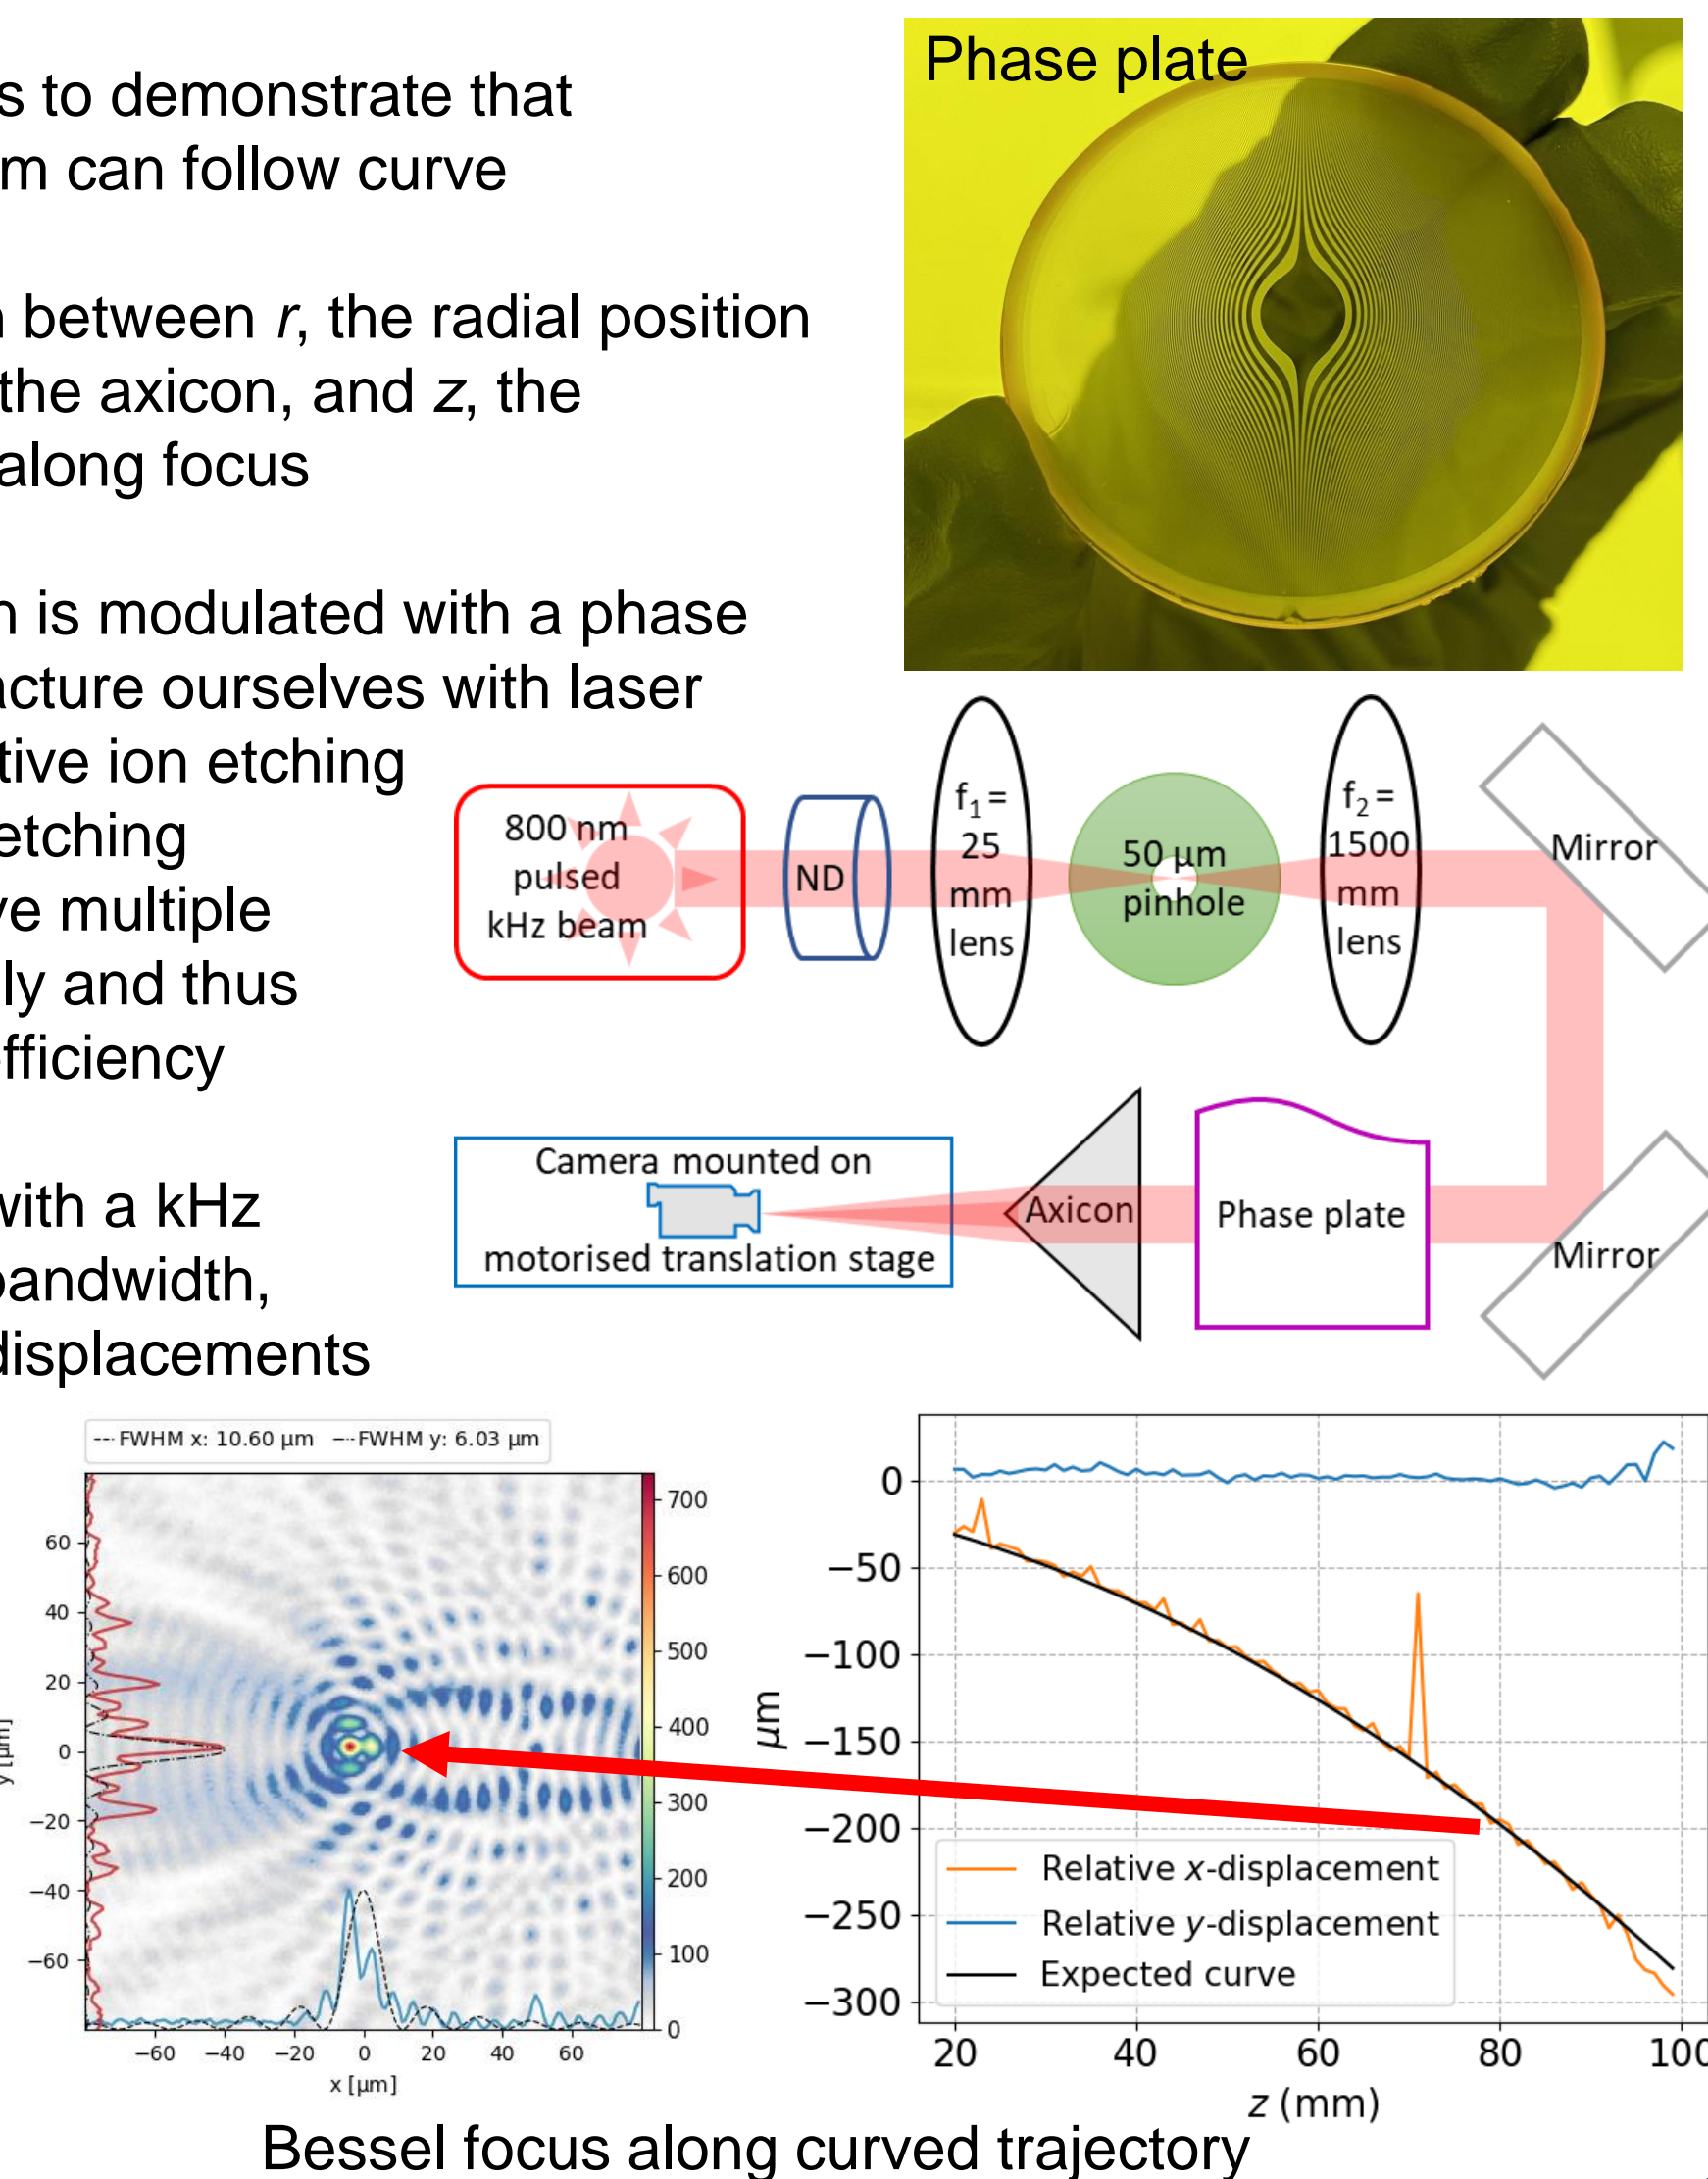 Phase plate
s to demonstrate that
m can follow curve
between r, the radial position
the axicon, and z, the
along focus
n is modulated with a phase
acture ourselves with laser
tive ion etching
etching
ve multiple
ly and thus
efficiency
with a kHz
bandwidth,
displacements
800 nm
pulsed
kHz beam
ND
f₁ =
25
mm
lens
50 µm
pinhole
f₂ =
1500
mm
lens
Mirror
Camera mounted on
motorised translation stage
Axicon
Phase plate
Mirror
FWHM x: 10.60 µm FWHM y: 6.03 µm
y [µm]
60
40
20
0
−20
−40
−60
−60 −40 −20 0 20 40 60
x [µm]
700
600
500
400
300
200
100
0
µm
0
−50
−100
−150
−200
−250
−300
Relative x-displacement
Relative y-displacement
Expected curve
20 40 60 80 100
z (mm)
Bessel focus along curved trajectory